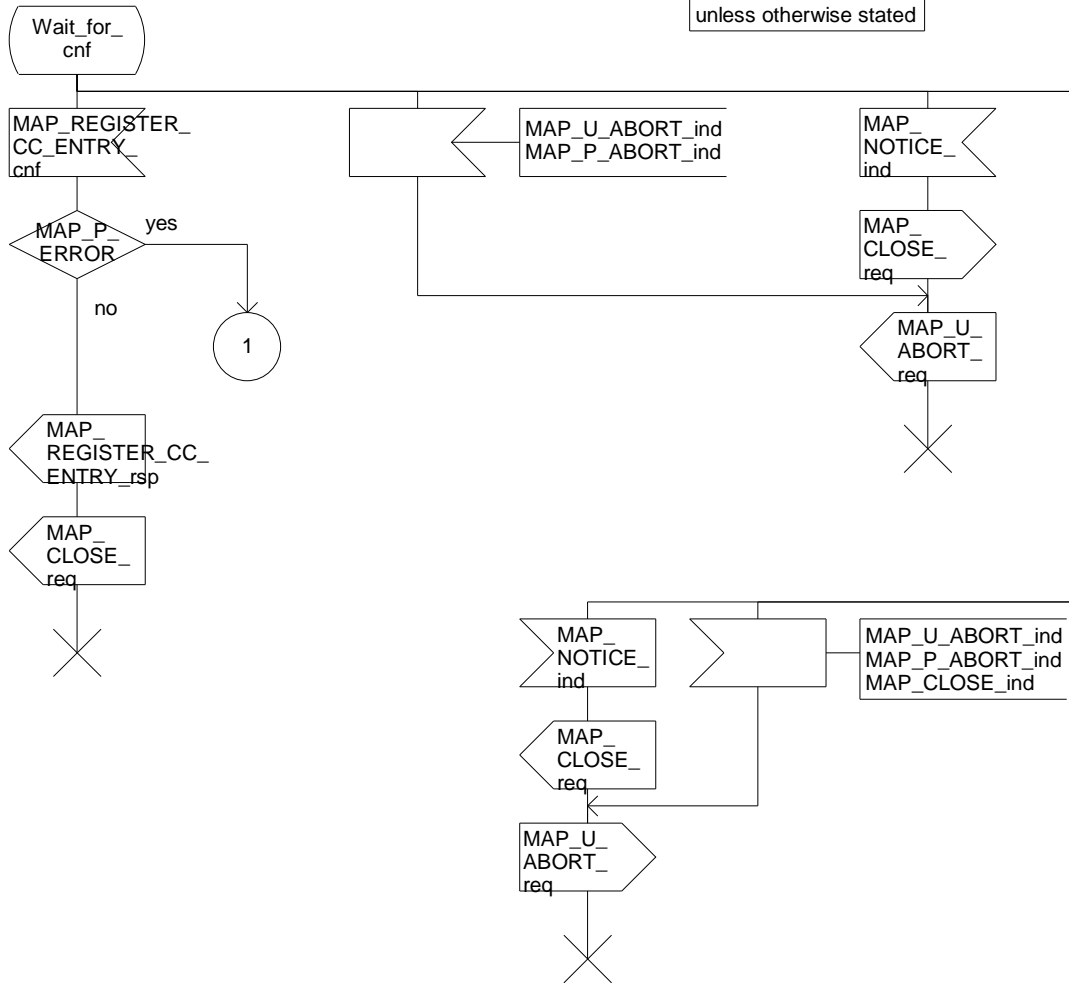 unless otherwise stated
Wait_for_
cnf
MAP_REGISTER_
CC_ENTRY_
cnf
MAP_U_ABORT_ind
MAP_P_ABORT_ind
MAP_
NOTICE_
ind
MAP_P_
ERROR
yes
no
1
MAP_
CLOSE_
req
MAP_U_
ABORT_
req
MAP_
REGISTER_CC_
ENTRY_rsp
MAP_
CLOSE_
req
MAP_
NOTICE_
ind
MAP_U_ABORT_ind
MAP_P_ABORT_ind
MAP_CLOSE_ind
MAP_
CLOSE_
req
MAP_U_
ABORT_
req